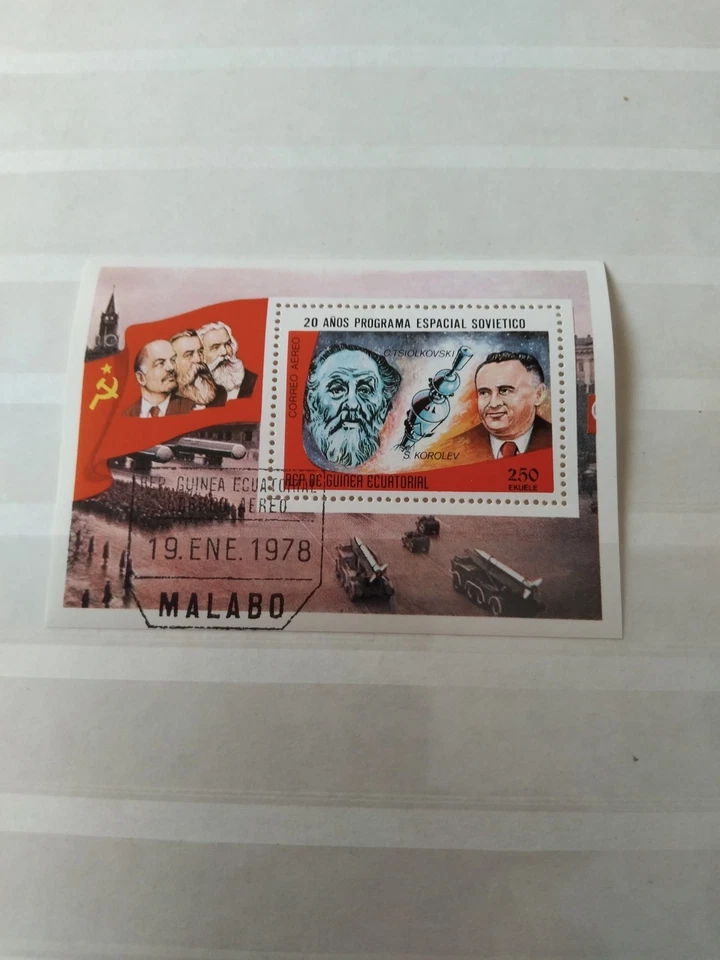 20 AÑOS PROGRAMA ESPACIAL SOVIETICO
CORREO AEREO
C.TSIOLKOVSKI
S. KOROLEV
REP. DE GUINEA ECUATORIAL
250
EKUELE
REP. GUINEA ECUATORIAL
CORREO AEREO
19.ENE.1978
MALABO